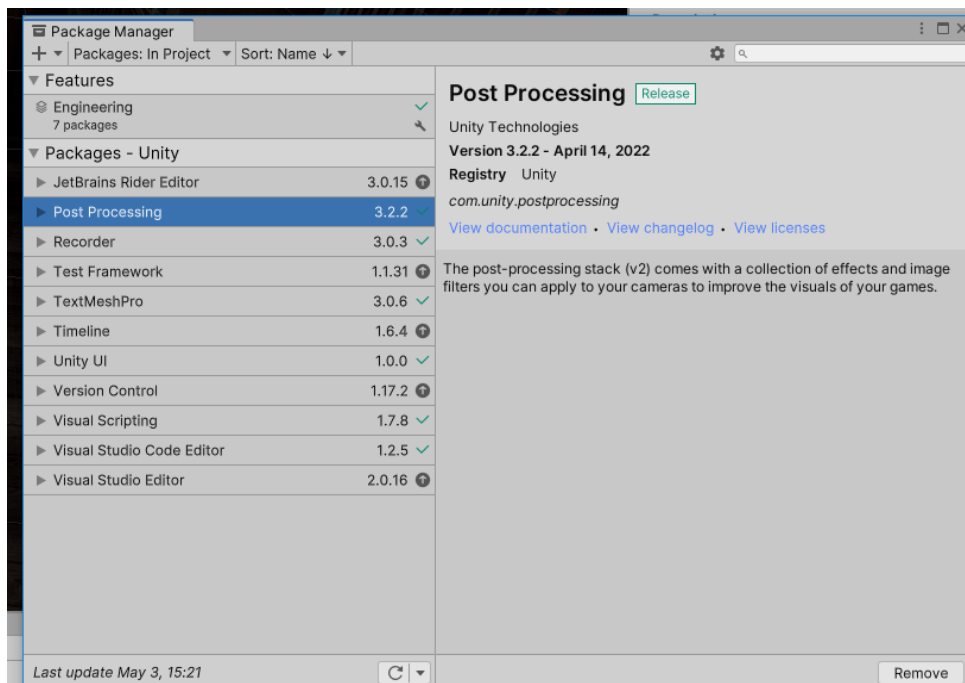 Package Manager
Packages: In Project Sort: Name ↓
Features
Engineering
7 packages
Packages - Unity
JetBrains Rider Editor 3.0.15
Post Processing 3.2.2
Recorder 3.0.3
Test Framework 1.1.31
TextMeshPro 3.0.6
Timeline 1.6.4
Unity UI 1.0.0
Version Control 1.17.2
Visual Scripting 1.7.8
Visual Studio Code Editor 1.2.5
Visual Studio Editor 2.0.16
Last update May 3, 15:21
Post Processing Release
Unity Technologies
Version 3.2.2 - April 14, 2022
Registry Unity
com.unity.postprocessing
View documentation • View changelog • View licenses
The post-processing stack (v2) comes with a collection of effects and image
filters you can apply to your cameras to improve the visuals of your games.
Remove